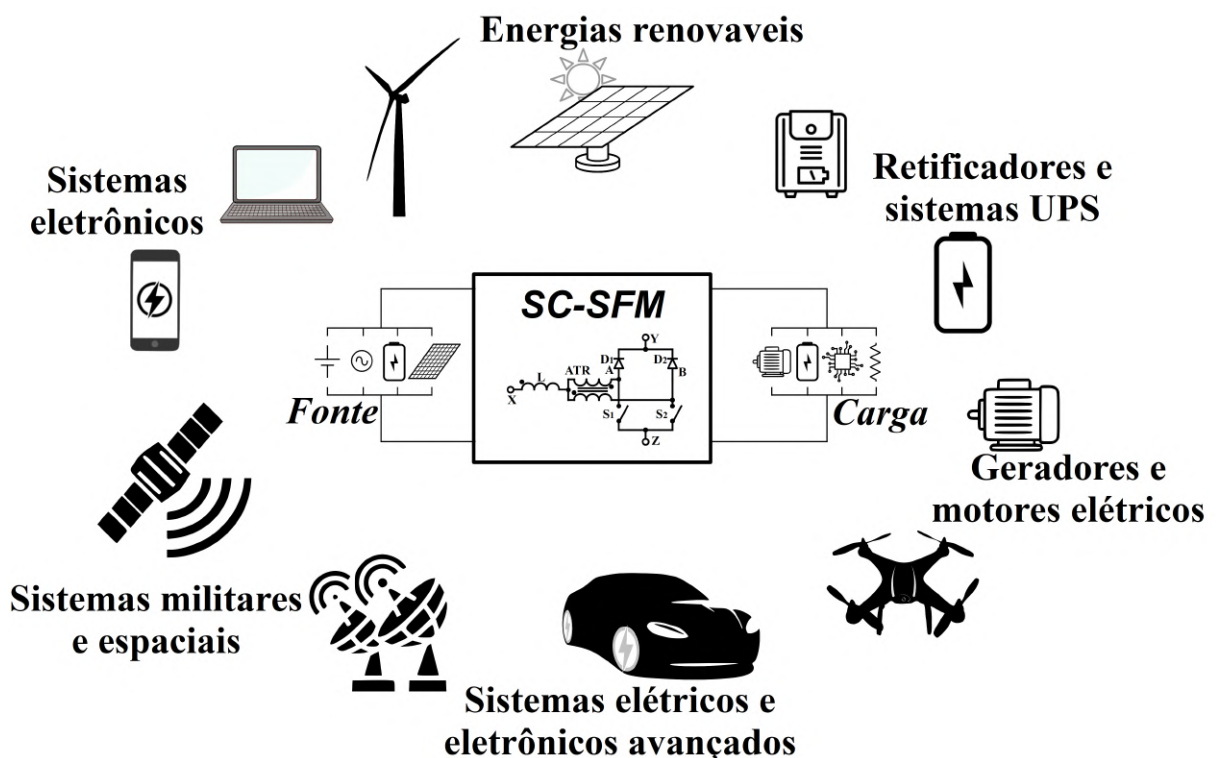 Energias renovaveis
Sistemas
eletrônicos
Retificadores e
sistemas UPS
SC-SFM
Y
D1
D2
A
B
ATR
L
X
S1
S2
Z
Fonte
Carga
Geradores e
motores elétricos
Sistemas militares
e espaciais
Sistemas elétricos e
eletrônicos avançados